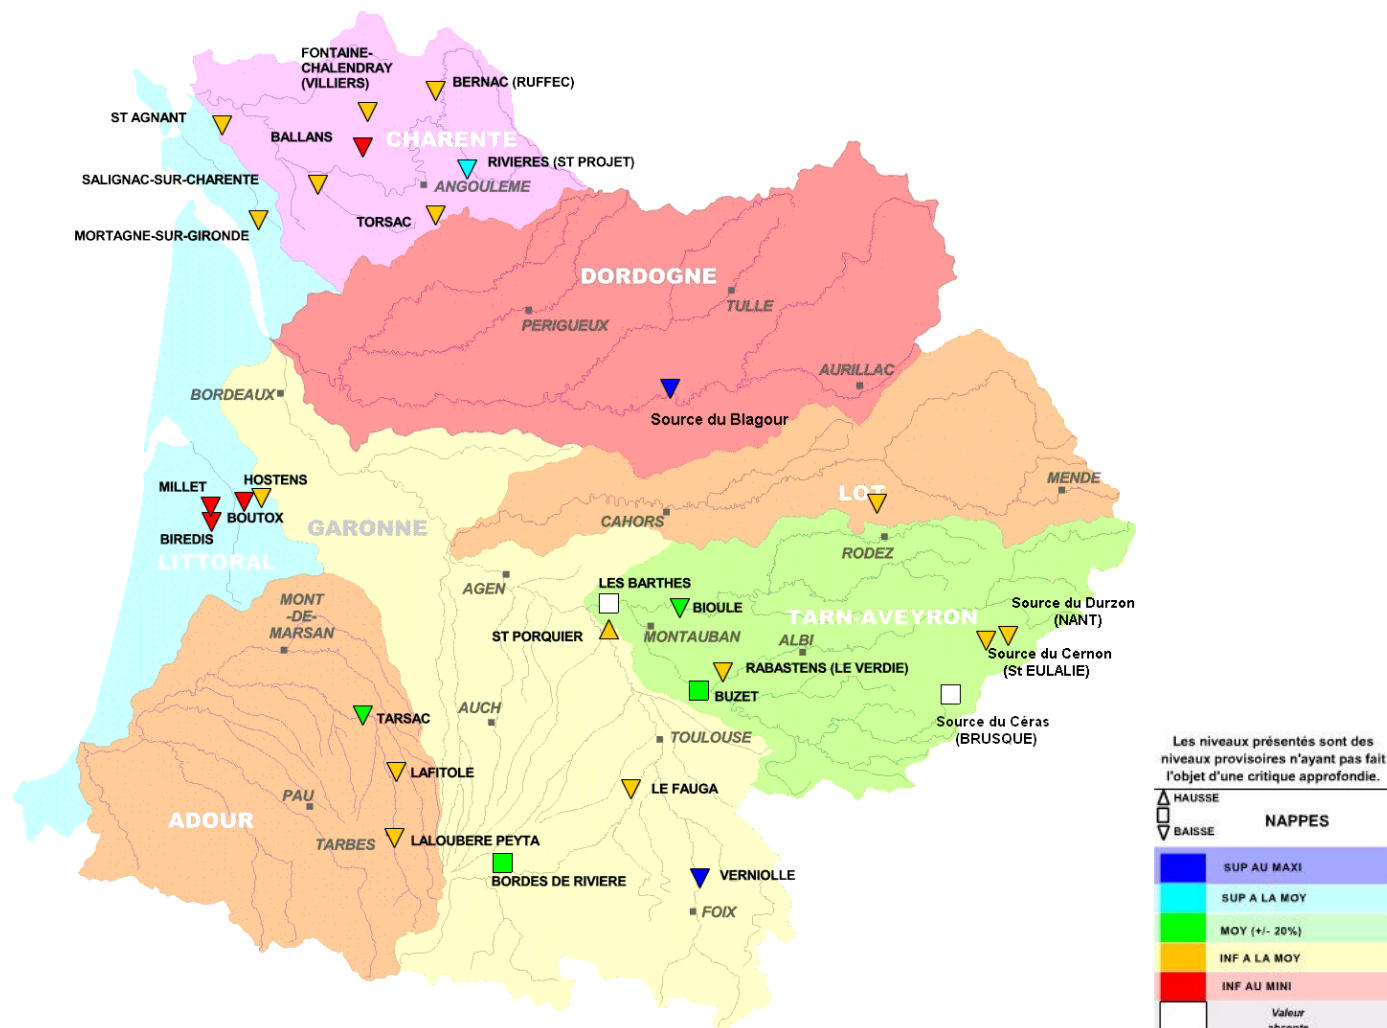 FONTAINE-
CHALENDRAY
(VILLIERS)
BERNAC (RUFFEC)
ST AGNANT
BALLANS
CHARENTE
RIVIERES (ST PROJET)
SALIGNAC-SUR-CHARENTE
ANGOULEME
TORSAC
MORTAGNE-SUR-GIRONDE
DORDOGNE
TULLE
PERIGUEUX
AURILLAC
BORDEAUX
Source du Blagour
MILLET
HOSTENS
MENDE
LOT
BOUTOX
CAHORS
GARONNE
BIREDIS
LITTORAL
RODEZ
AGEN
LES BARTHES
MONT
-DE-
MARSAN
BIOULE
TARN-AVEYRON
Source du Durzon
(NANT)
ST PORQUIER
MONTAUBAN
ALBI
Source du Cernon
(St EULALIE)
RABASTENS (LE VERDIE)
BUZET
TARSAC
AUCH
Source du Céras
(BRUSQUE)
TOULOUSE
LAFITOLE
LE FAUGA
PAU
ADOUR
TARBES
LALOUBERE PEYTA
BORDES DE RIVIERE
VERNIOLLE
FOIX
Les niveaux présentés sont des
niveaux provisoires n'ayant pas fait
l'objet d'une critique approfondie.
HAUSSE
NAPPES
BAISSE
SUP AU MAXI
SUP A LA MOY
MOY (+/- 20%)
INF A LA MOY
INF AU MINI
Valeur
absente